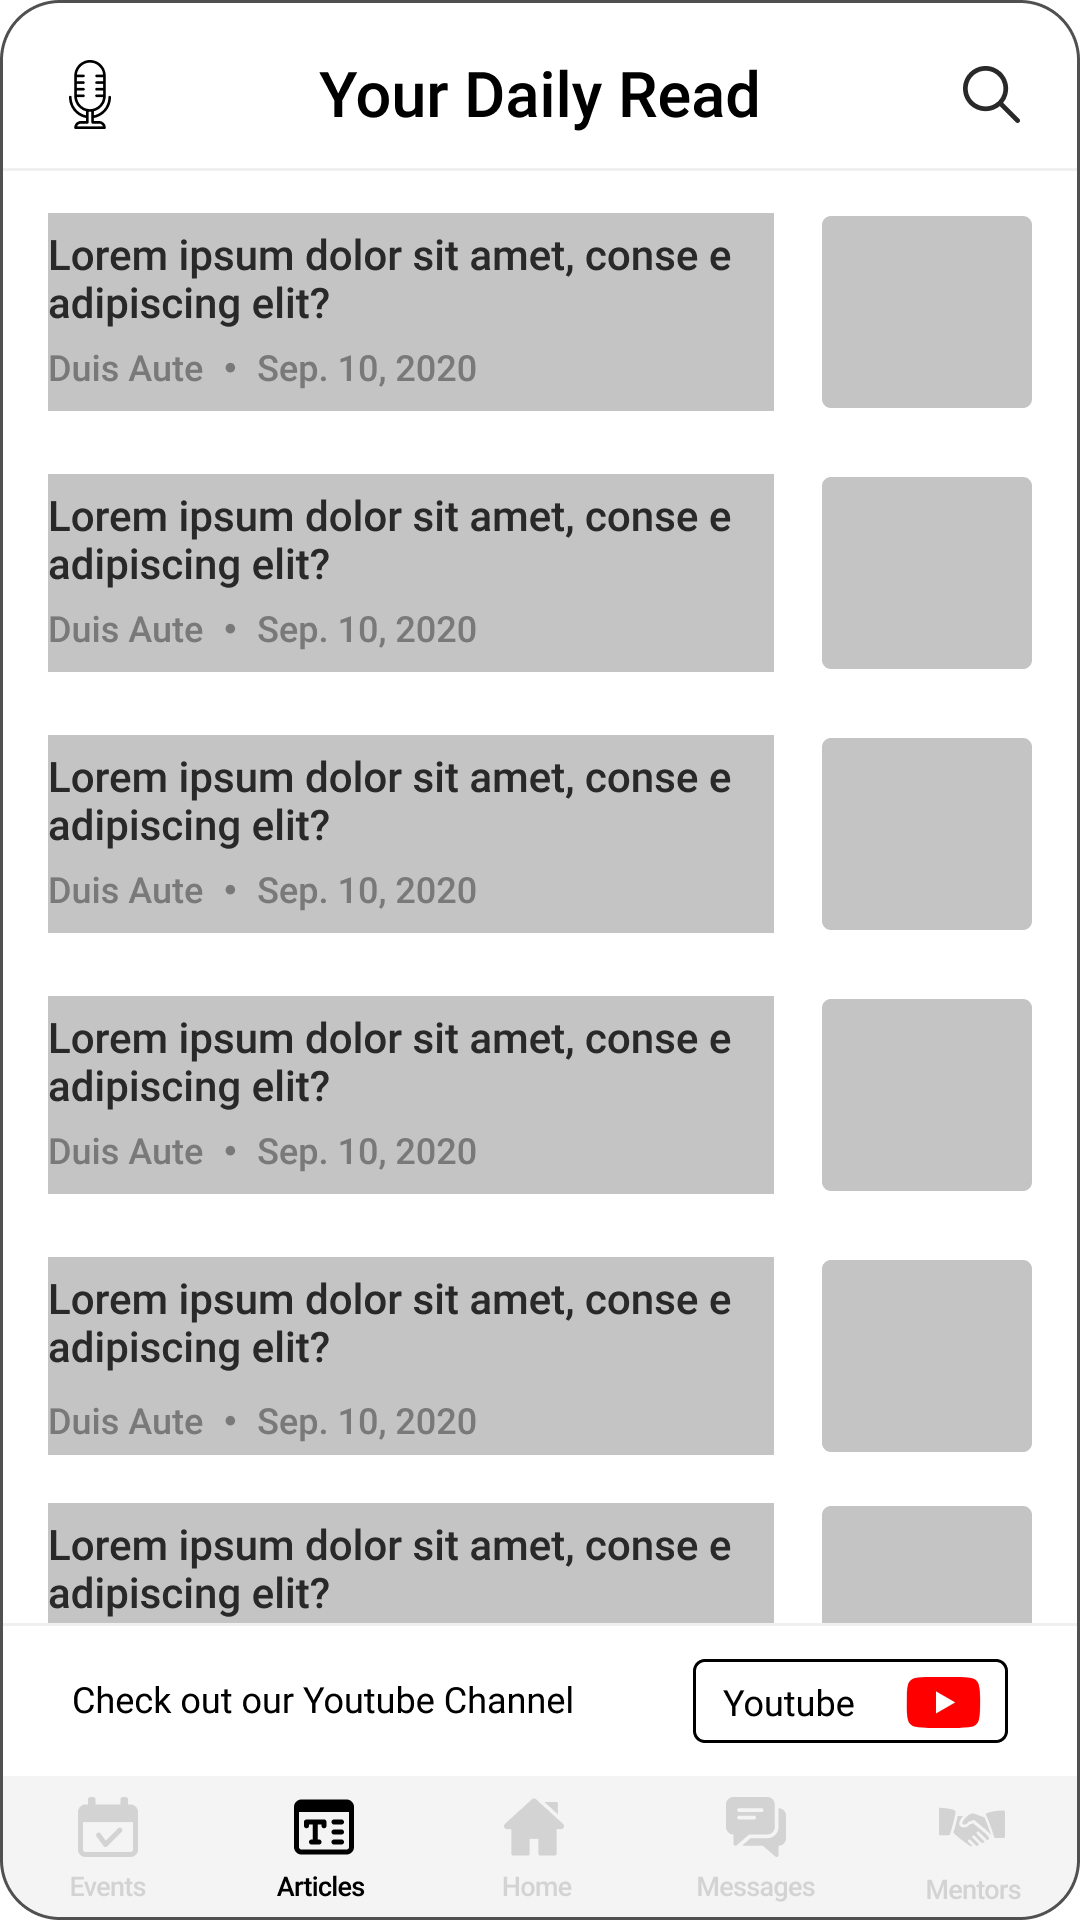 Your Daily Read
Lorem ipsum dolor sit amet, conse e
adipiscing elit?
Duis Aute • Sep. 10, 2020
Lorem ipsum dolor sit amet, conse e
adipiscing elit?
Duis Aute • Sep. 10, 2020
Lorem ipsum dolor sit amet, conse e
adipiscing elit?
Duis Aute • Sep. 10, 2020
Lorem ipsum dolor sit amet, conse e
adipiscing elit?
Duis Aute • Sep. 10, 2020
Lorem ipsum dolor sit amet, conse e
adipiscing elit?
Duis Aute • Sep. 10, 2020
Lorem ipsum dolor sit amet, conse e
adipiscing elit?
Check out our Youtube Channel
Youtube
Events
Articles
Home
Messages
Mentors